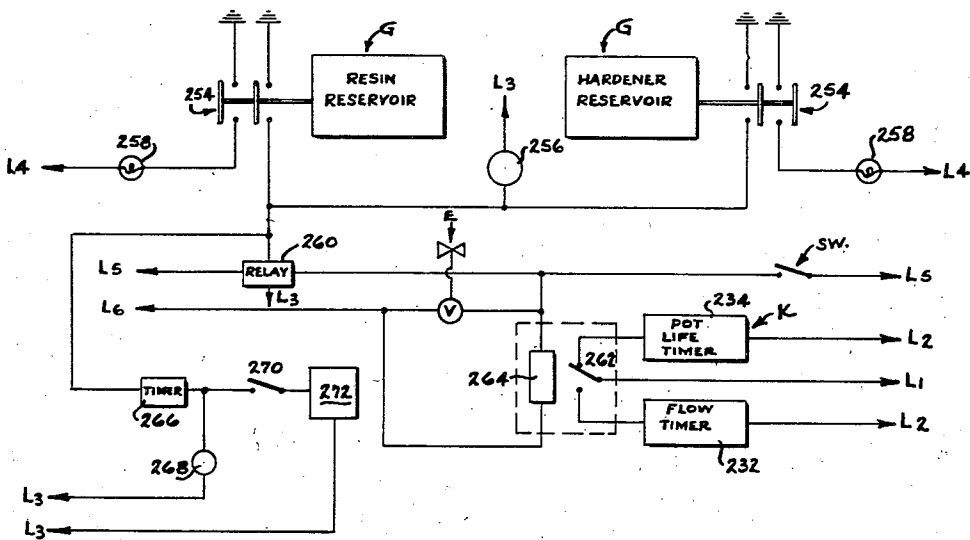 G
G
RESIN
RESERVOIR
HARDENER
RESERVOIR
254
L3
254
258
256
258
L4
L4
E
260
SW.
L5
RELAY
L5
L3
L6
V
234
K
POT
LIFE
TIMER
L2
270
262
264
L1
TIMER
272
FLOW
TIMER
L2
266
232
268
L3
L3